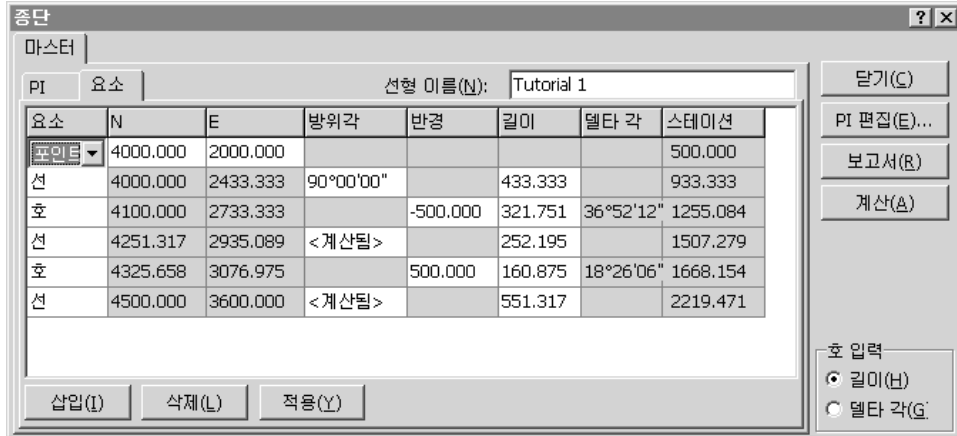 종단
마스터
PI 요소 선형 이름(N): Tutorial 1
요소 N E 방위각 반경 길이 델타 각 스테이션
포인트 4000.000 2000.000 500.000
선 4000.000 2433.333 90°00'00" 433.333 933.333
호 4100.000 2733.333 -500.000 321.751 36°52'12" 1255.084
선 4251.317 2935.089 <계산됨> 252.195 1507.279
호 4325.658 3076.975 500.000 160.875 18°26'06" 1668.154
선 4500.000 3600.000 <계산됨> 551.317 2219.471
삽입(I) 삭제(L) 적용(Y)
닫기(C)
PI 편집(E)...
보고서(R)
계산(A)
호 입력
길이(H)
델타 각(G)